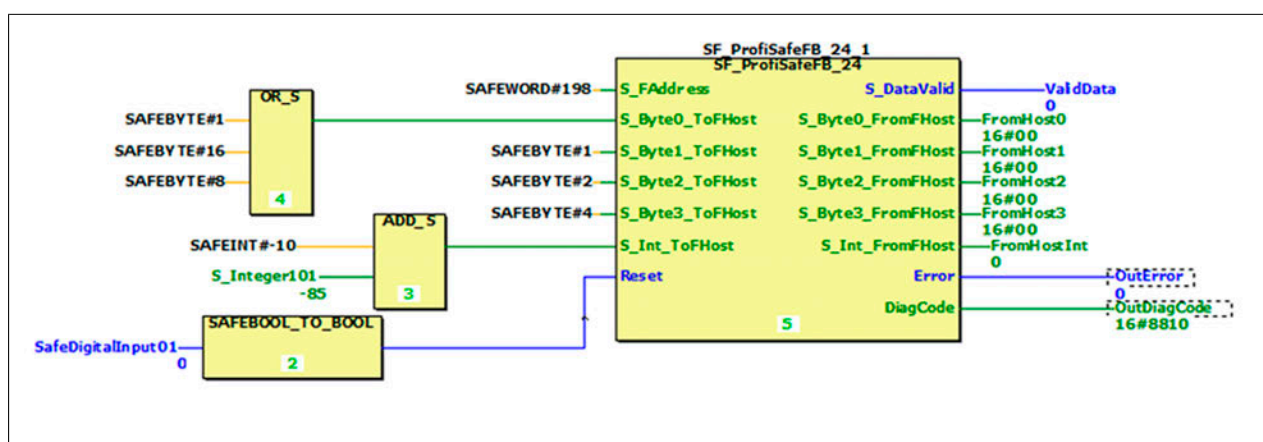 SF_ProfiSafeFB_24_1
SF_ProfiSafeFB_24
SAFEWORD#198 S_FAddress S_DataValid ValidData
0
OR_S
SAFEBYTE#1 S_Byte0_ToFHost S_Byte0_FromFHost FromHost0
16#00
SAFEBYTE#16 SAFEBYTE#1 S_Byte1_ToFHost S_Byte1_FromFHost FromHost1
16#00
SAFEBYTE#8 SAFEBYTE#2 S_Byte2_ToFHost S_Byte2_FromFHost FromHost2
16#00
4
SAFEBYTE#4 S_Byte3_ToFHost S_Byte3_FromFHost FromHost3
16#00
ADD_S
SAFEINT#-10 S_Int_ToFHost S_Int_FromFHost FromHostInt
0
S_Integer101 Reset Error OutError
-85 0
3
DiagCode OutDiagCode
16#8810
5
SAFEBOOL_TO_BOOL
SafeDigitalInput01
0
2